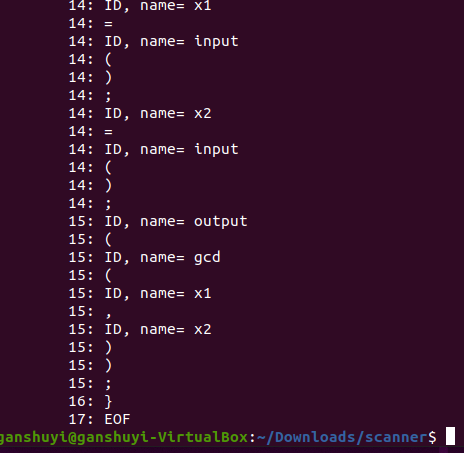 14: ID, name= x1
14: =
14: ID, name= input
14: (
14: )
14: ;
14: ID, name= x2
14: =
14: ID, name= input
14: (
14: )
14: ;
15: ID, name= output
15: (
15: ID, name= gcd
15: (
15: ID, name= x1
15: ,
15: ID, name= x2
15: )
15: )
15: ;
16: }
17: EOF
ganshuyi@ganshuyi-VirtualBox:~/Downloads/scanner$